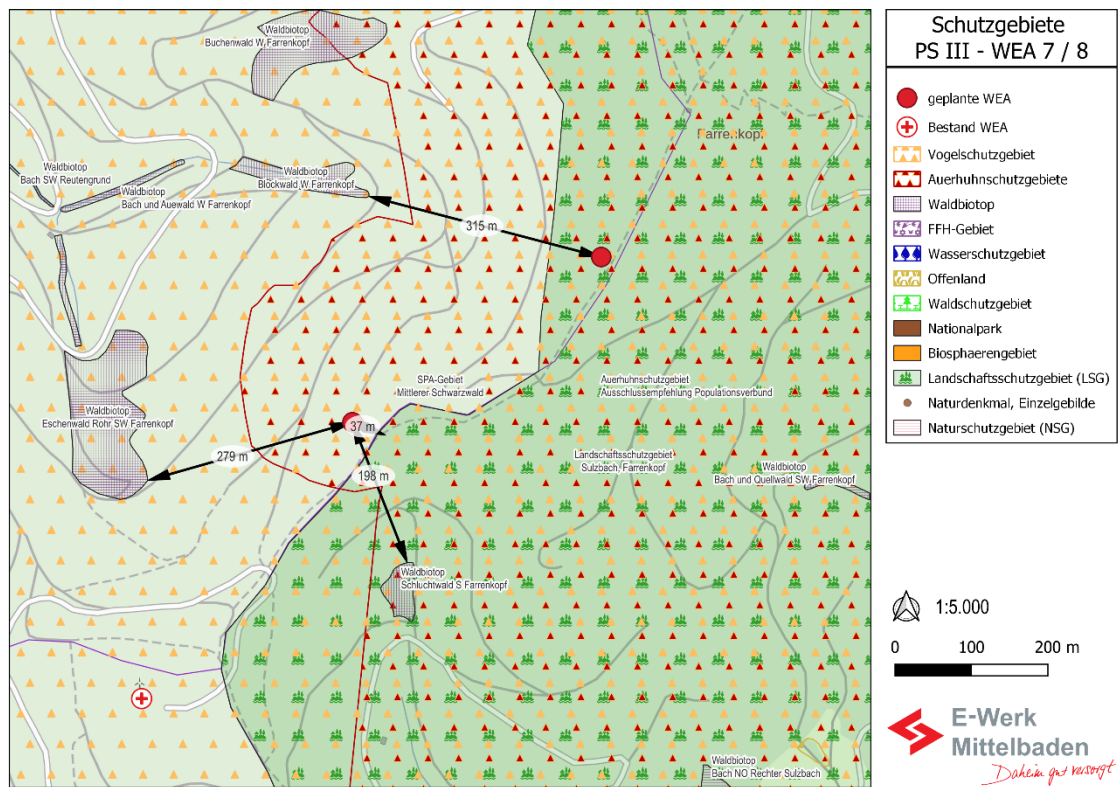 Waldbiotop
Buchenwald W Farrenkopf
Farrenkopf
Waldbiotop
Bach SW Reutengrund
Waldbiotop
Bach und Auewald W Farrenkopf
Waldbiotop
Blockwald W Farrenkopf
315 m
SPA-Gebiet
Mittlerer Schwarzwald
Auerhuhnschutzgebiet
Ausschlussempfehlung Populationsverbund
Waldbiotop
Eschenwald Rohr SW Farrenkopf
37 m
279 m
198 m
Landschaftsschutzgebiet
Sulzbach, Farrenkopf
Waldbiotop
Bach und Quellwald SW Farrenkopf
Waldbiotop
Schluchtwald S Farrenkopf
Waldbiotop
Bach NO Rechter Sulzbach
Schutzgebiete
PS III - WEA 7 / 8
geplante WEA
Bestand WEA
Vogelschutzgebiet
Auerhuhnschutzgebiete
Waldbiotop
FFH-Gebiet
Wasserschutzgebiet
Offenland
Waldschutzgebiet
Nationalpark
Biosphaerengebiet
Landschaftsschutzgebiet (LSG)
Naturdenkmal, Einzelgebilde
Naturschutzgebiet (NSG)
1:5.000
0 100 200 m
E-Werk
Mittelbaden
Daheim gut versorgt